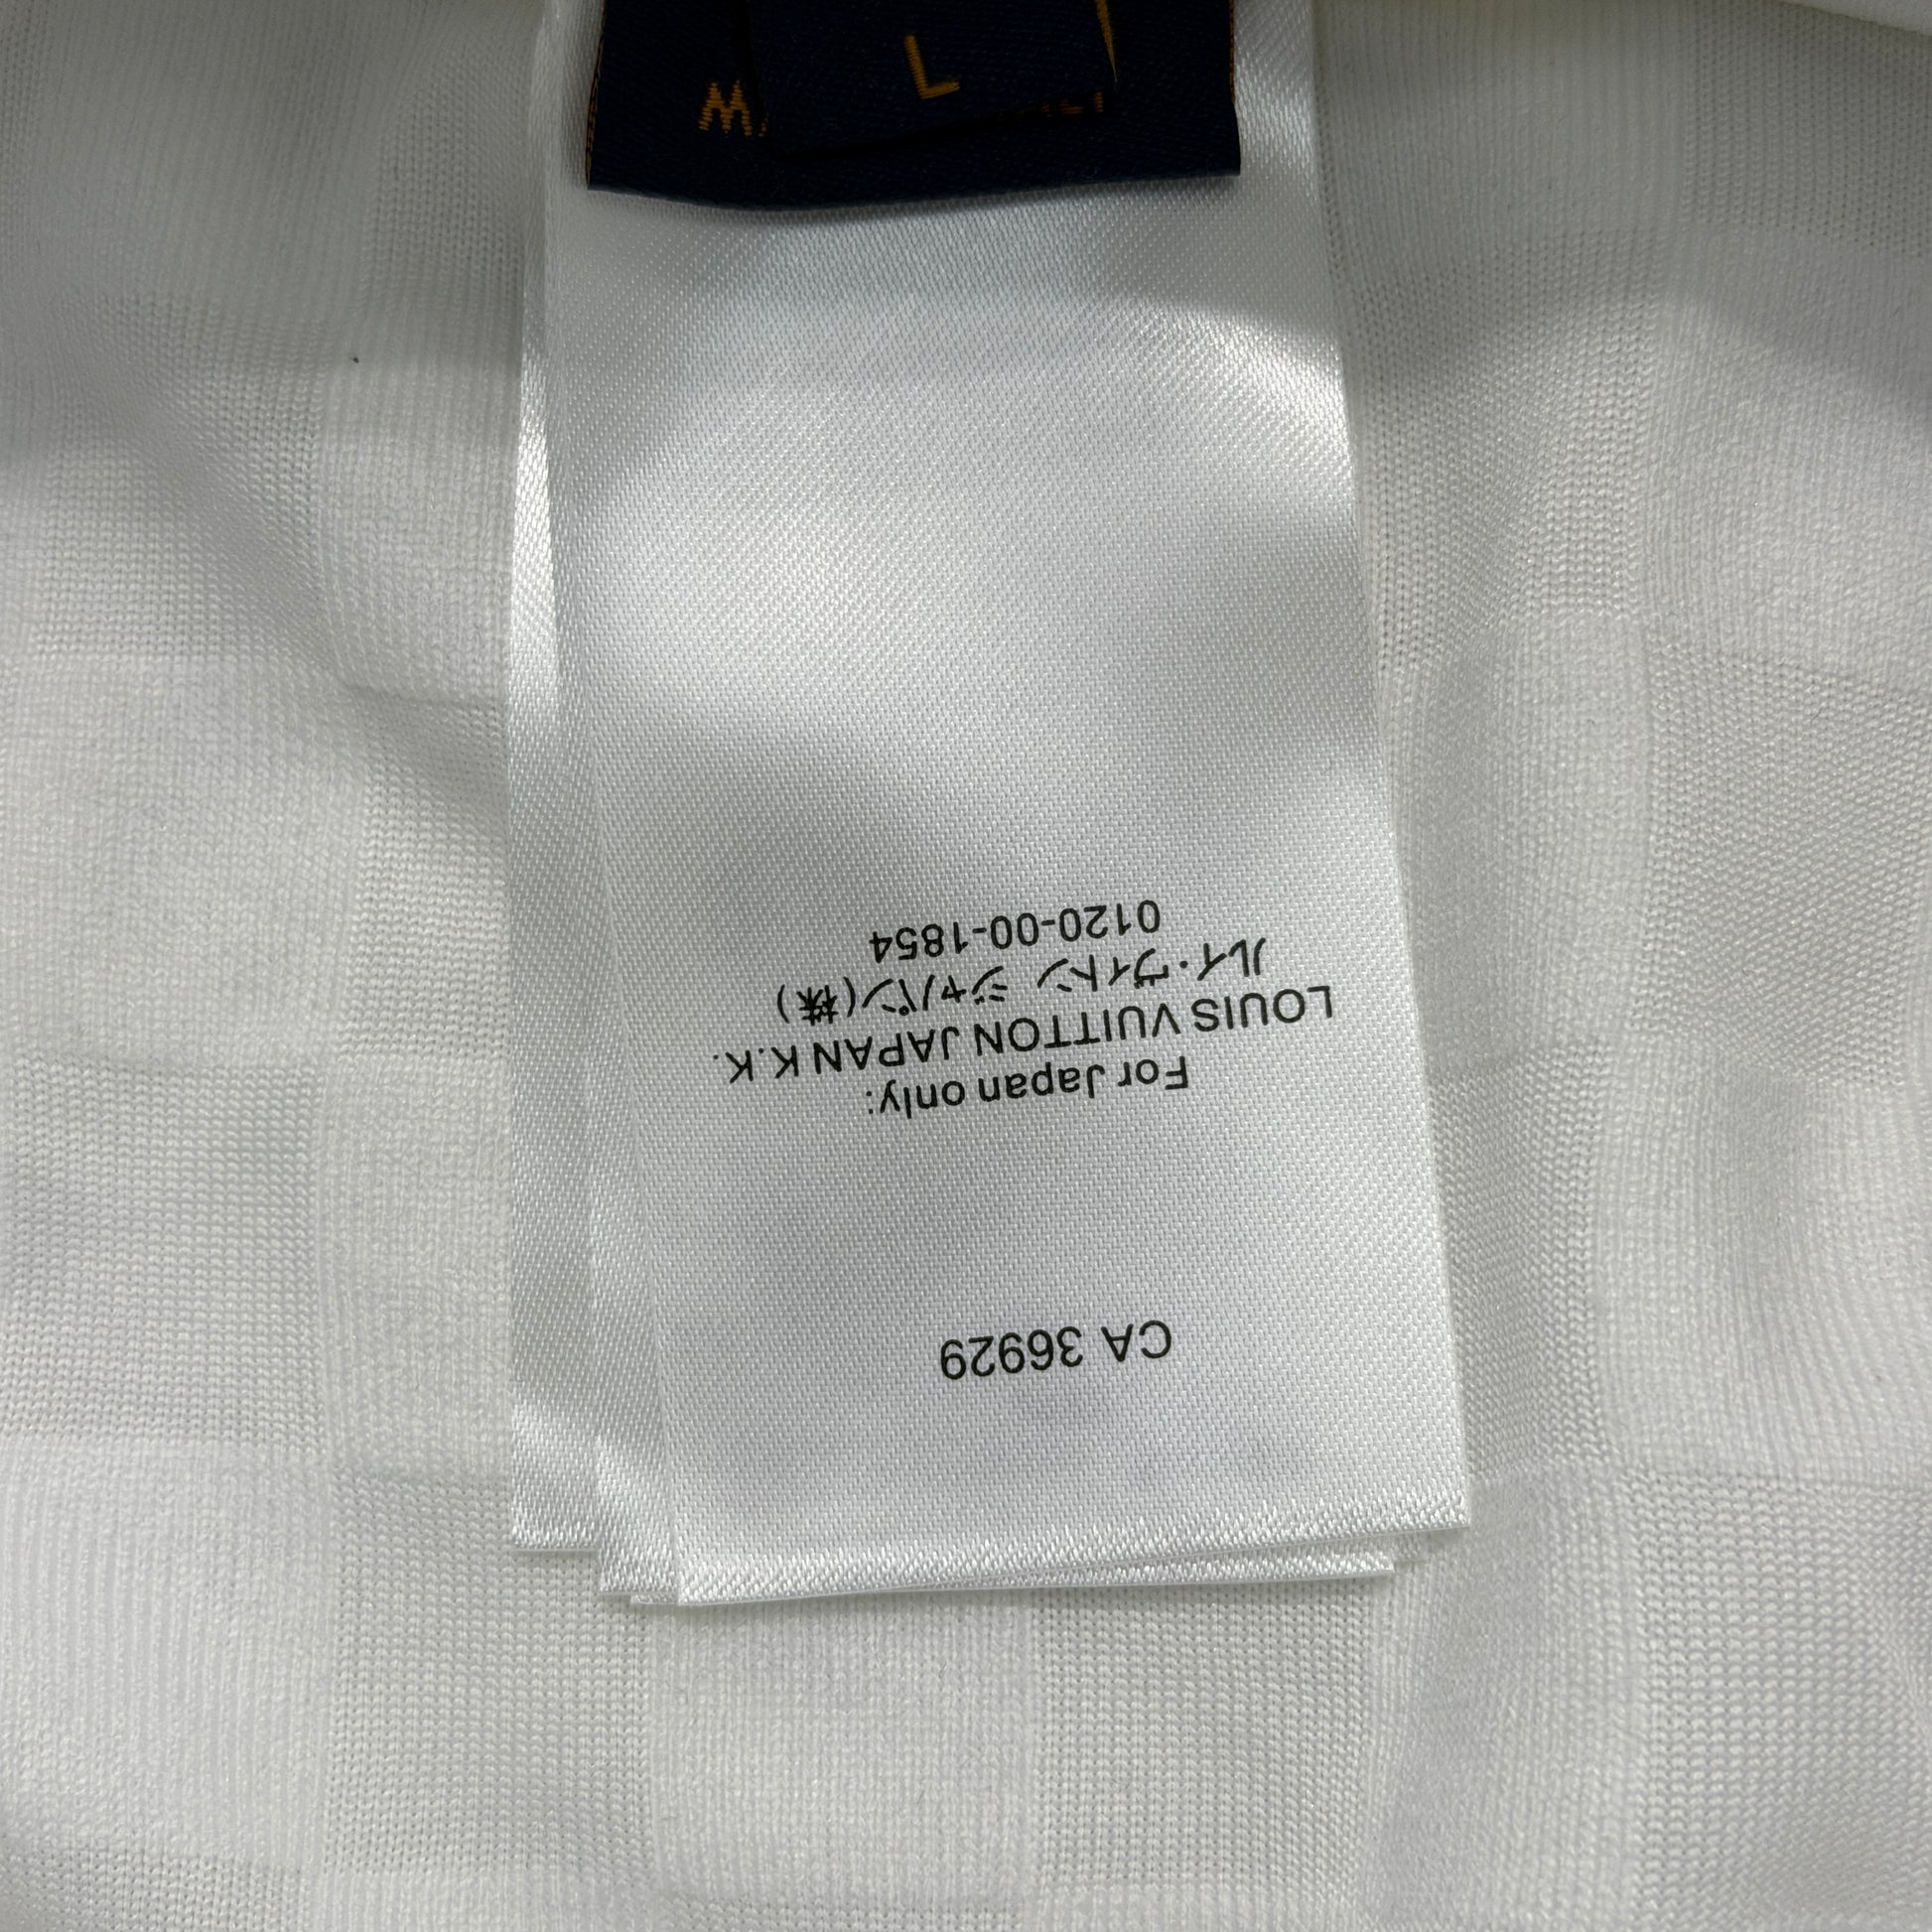 L
CA 36929
For Japan only:
LOUIS VUITTON JAPAN K.K.
ルイ・ヴィトン ジャパン(株)
0120-00-1854